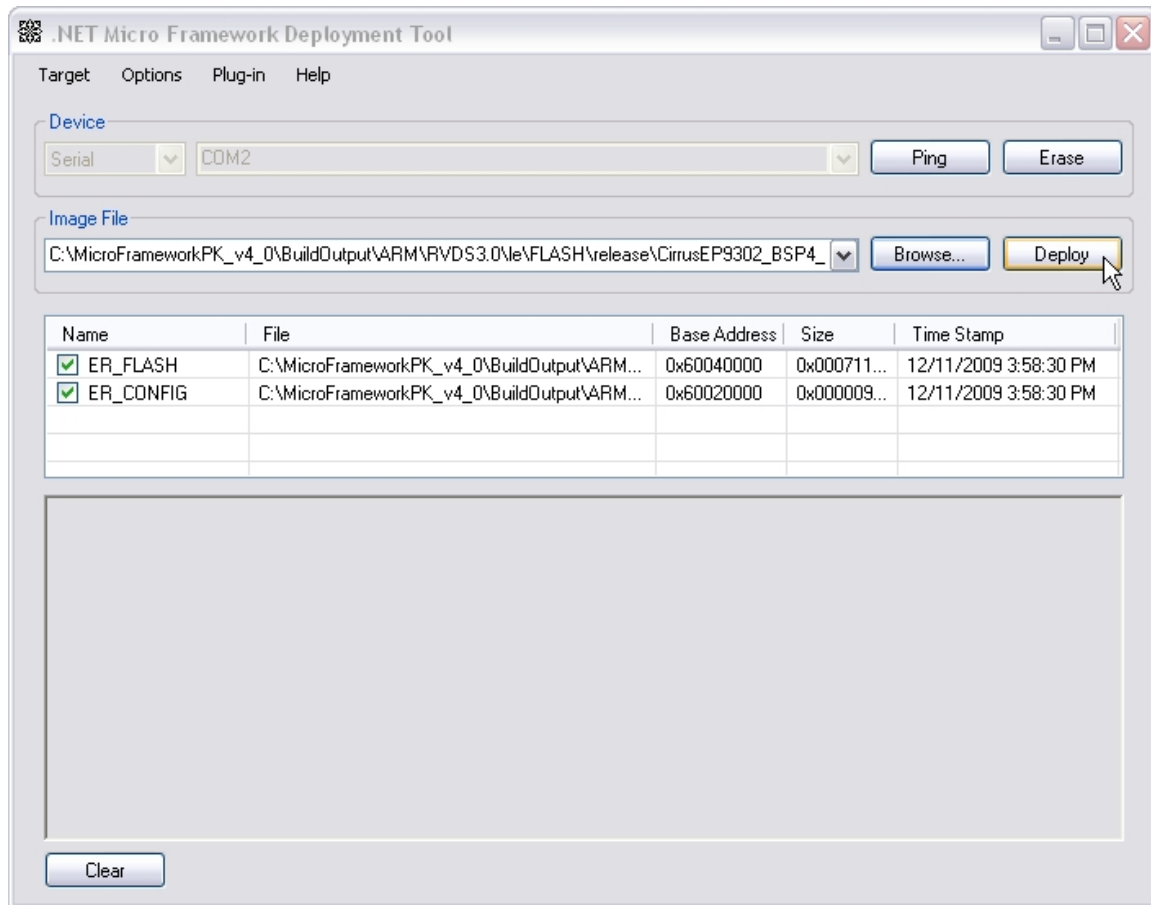 .NET Micro Framework Deployment Tool
Target Options Plug-in Help
Device
Serial COM2 Ping Erase
Image File
C:\MicroFrameworkPK_v4_0\BuildOutput\ARM\RVDS3.0\le\FLASH\release\CirrusEP9302_BSP4_ Browse... Deploy
Name File Base Address Size Time Stamp
ER_FLASH C:\MicroFrameworkPK_v4_0\BuildOutput\ARM... 0x60040000 0x000711... 12/11/2009 3:58:30 PM
ER_CONFIG C:\MicroFrameworkPK_v4_0\BuildOutput\ARM... 0x60020000 0x000009... 12/11/2009 3:58:30 PM
Clear